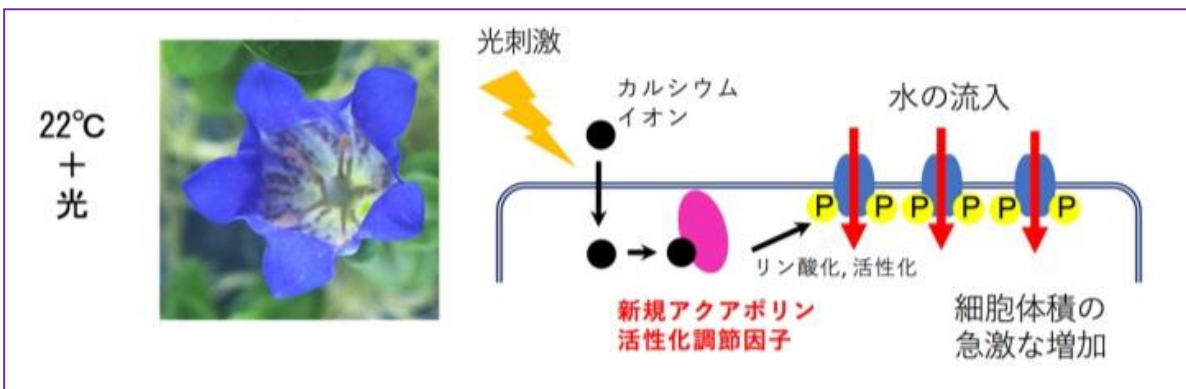 22℃
+
光
光刺激
カルシウム
イオン
水の流入
P P P P P P
リン酸化, 活性化
新規アクアポリン
活性化調節因子
細胞体積の
急激な増加